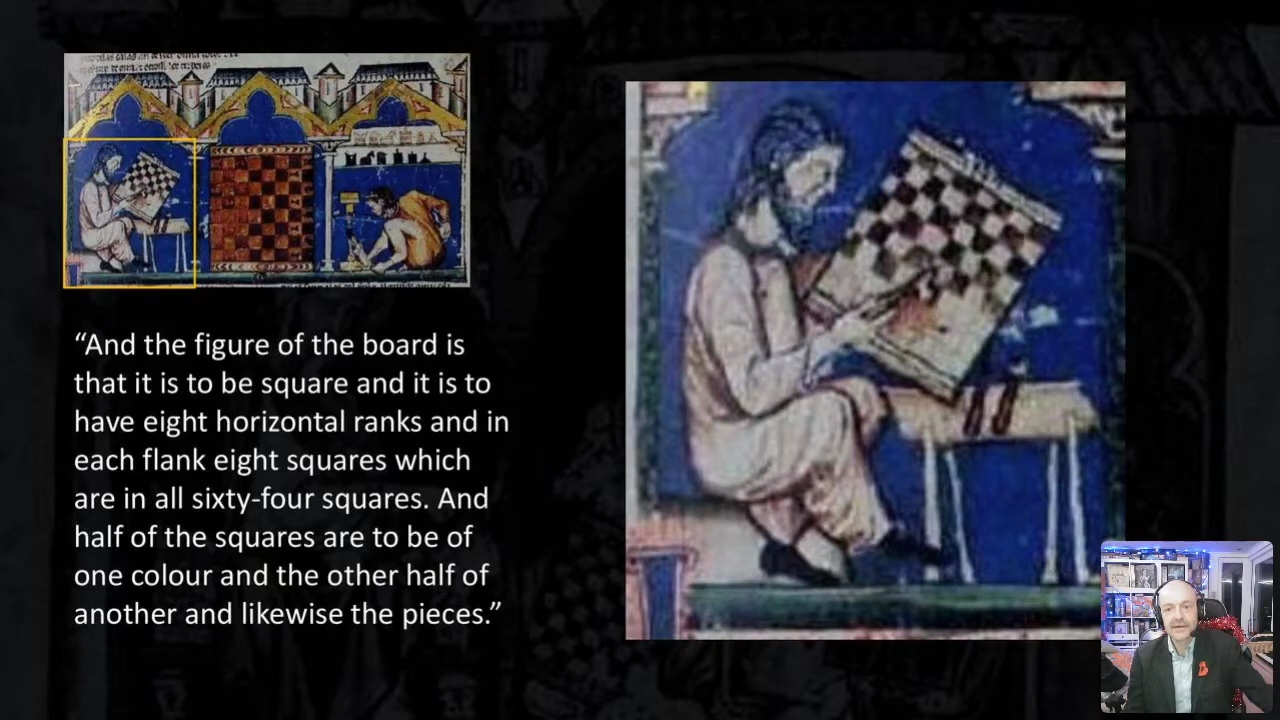 “And the figure of the board is
that it is to be square and it is to
have eight horizontal ranks and in
each flank eight squares which
are in all sixty-four squares. And
half of the squares are to be of
one colour and the other half of
another and likewise the pieces.”